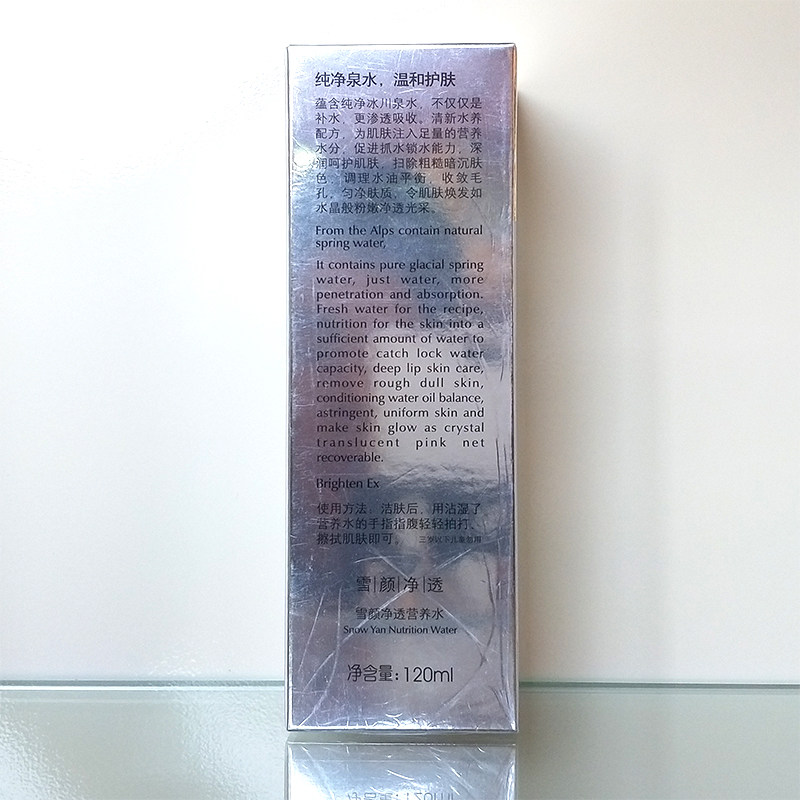 纯净泉水，温和护肤
蕴含纯净冰川泉水，不仅仅是
补水，更渗透吸收。清新水养
配方，为肌肤注入足量的营养
水分，促进抓水锁水能力，深
润呵护肌肤，扫除粗糙暗沉肤
色，调理水油平衡，收敛毛
孔，匀净肤质，令肌肤焕发如
水晶般粉嫩净透光采。
From the Alps contain natural
spring water,
It contains pure glacial spring
water, just water, more
penetration and absorption.
Fresh water for the recipe,
nutrition for the skin into a
sufficient amount of water to
promote catch lock water
capacity, deep lip skin care,
remove rough dull skin,
conditioning water oil balance,
astringent, uniform skin and
make skin glow as crystal
translucent pink net
recoverable.
Brighten Ex
使用方法：洁肤后，用沾湿了
营养水的手指指腹轻轻拍打、
擦拭肌肤即可。 三岁以下儿童勿用
雪|颜|净|透
雪颜净透营养水
Snow Yan Nutrition Water
净含量：120ml